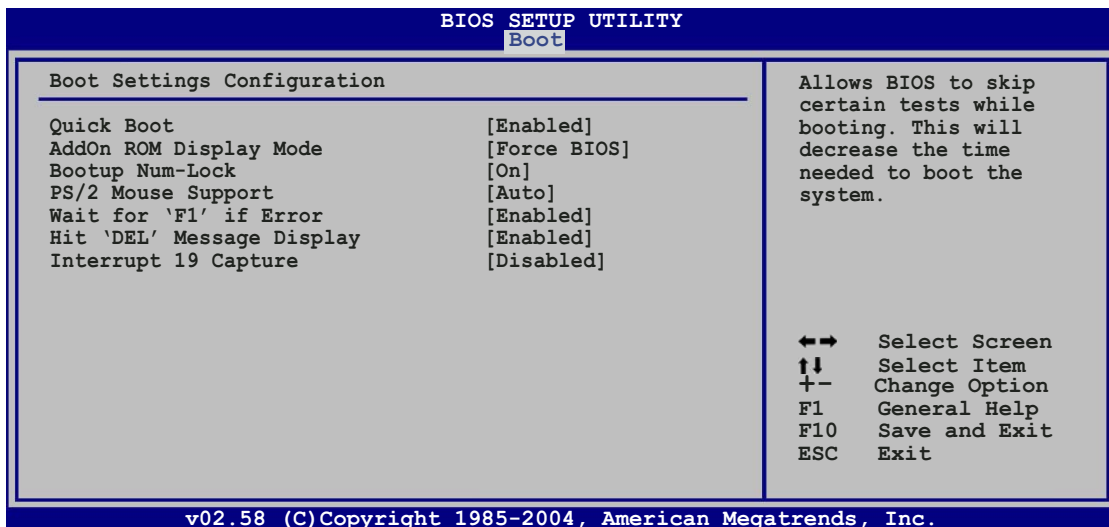 BIOS SETUP UTILITY
Boot
Boot Settings Configuration
Quick Boot [Enabled]
AddOn ROM Display Mode [Force BIOS]
Bootup Num-Lock [On]
PS/2 Mouse Support [Auto]
Wait for ‘F1’ if Error [Enabled]
Hit ‘DEL’ Message Display [Enabled]
Interrupt 19 Capture [Disabled]
Allows BIOS to skip
certain tests while
booting. This will
decrease the time
needed to boot the
system.
←→ Select Screen
↑↓ Select Item
+- Change Option
F1 General Help
F10 Save and Exit
ESC Exit
v02.58 (C)Copyright 1985-2004, American Megatrends, Inc.